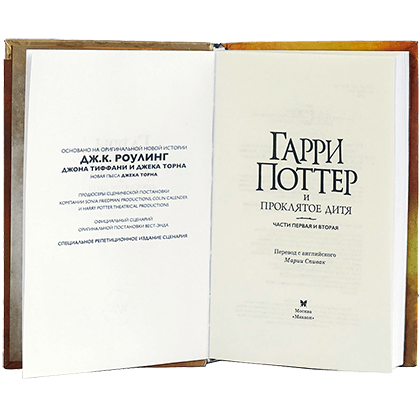 ОСНОВАНО НА ОРИГИНАЛЬНОЙ НОВОЙ ИСТОРИИ
ДЖ.К. РОУЛИНГ
ДЖОНА ТИФФАНИ И ДЖЕКА ТОРНА
НОВАЯ ПЬЕСА ДЖЕКА ТОРНА
ПРОДЮСЕРЫ СЦЕНИЧЕСКОЙ ПОСТАНОВКИ
КОМПАНИИ SONIA FRIEDMAN PRODUCTIONS, COLIN CALENDER
И HARRY POTTER THEATRICAL PRODUCTIONS
ОФИЦИАЛЬНЫЙ СЦЕНАРИЙ
ОРИГИНАЛЬНОЙ ПОСТАНОВКИ ВЕСТ-ЭНДА
СПЕЦИАЛЬНОЕ РЕПЕТИЦИОННОЕ ИЗДАНИЕ СЦЕНАРИЯ
ГАРРИ
ПОТТЕР
И
ПРОКЛЯТОЕ ДИТЯ
ЧАСТИ ПЕРВАЯ И ВТОРАЯ
Перевод с английского
Марии Спивак
Москва
«Махаон»